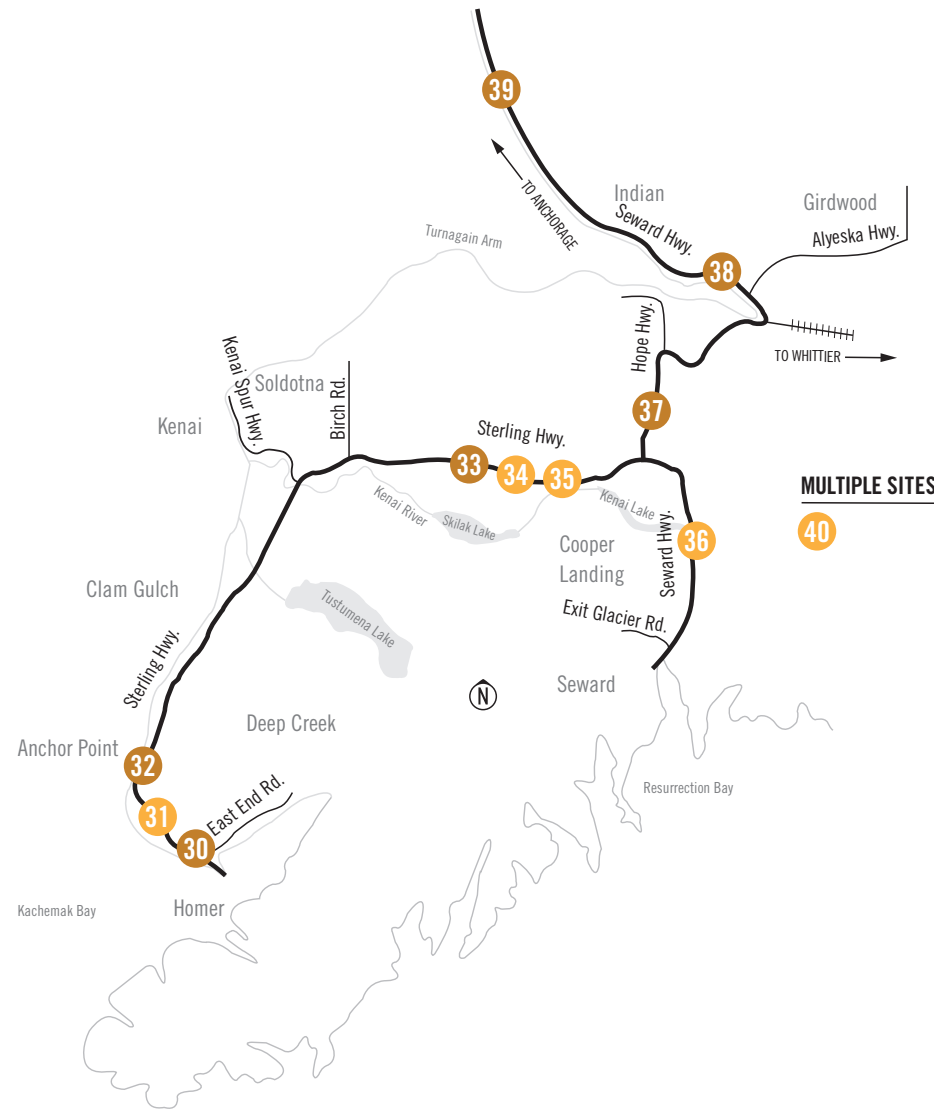 39
TO ANCHORAGE
Indian
Seward Hwy.
Girdwood
Alyeska Hwy.
Turnagain Arm
38
Hope Hwy.
TO WHITTIER
Kenai Spur Hwy.
Soldotna
Birch Rd.
Kenai
37
Sterling Hwy.
33
34
35
Kenai River
Skilak Lake
Kenai Lake
MULTIPLE SITES
40
36
Seward Hwy.
Cooper
Landing
Clam Gulch
Tustumena Lake
Exit Glacier Rd.
Sterling Hwy.
Seward
N
Deep Creek
Anchor Point
32
Resurrection Bay
31
East End Rd.
30
Kachemak Bay
Homer